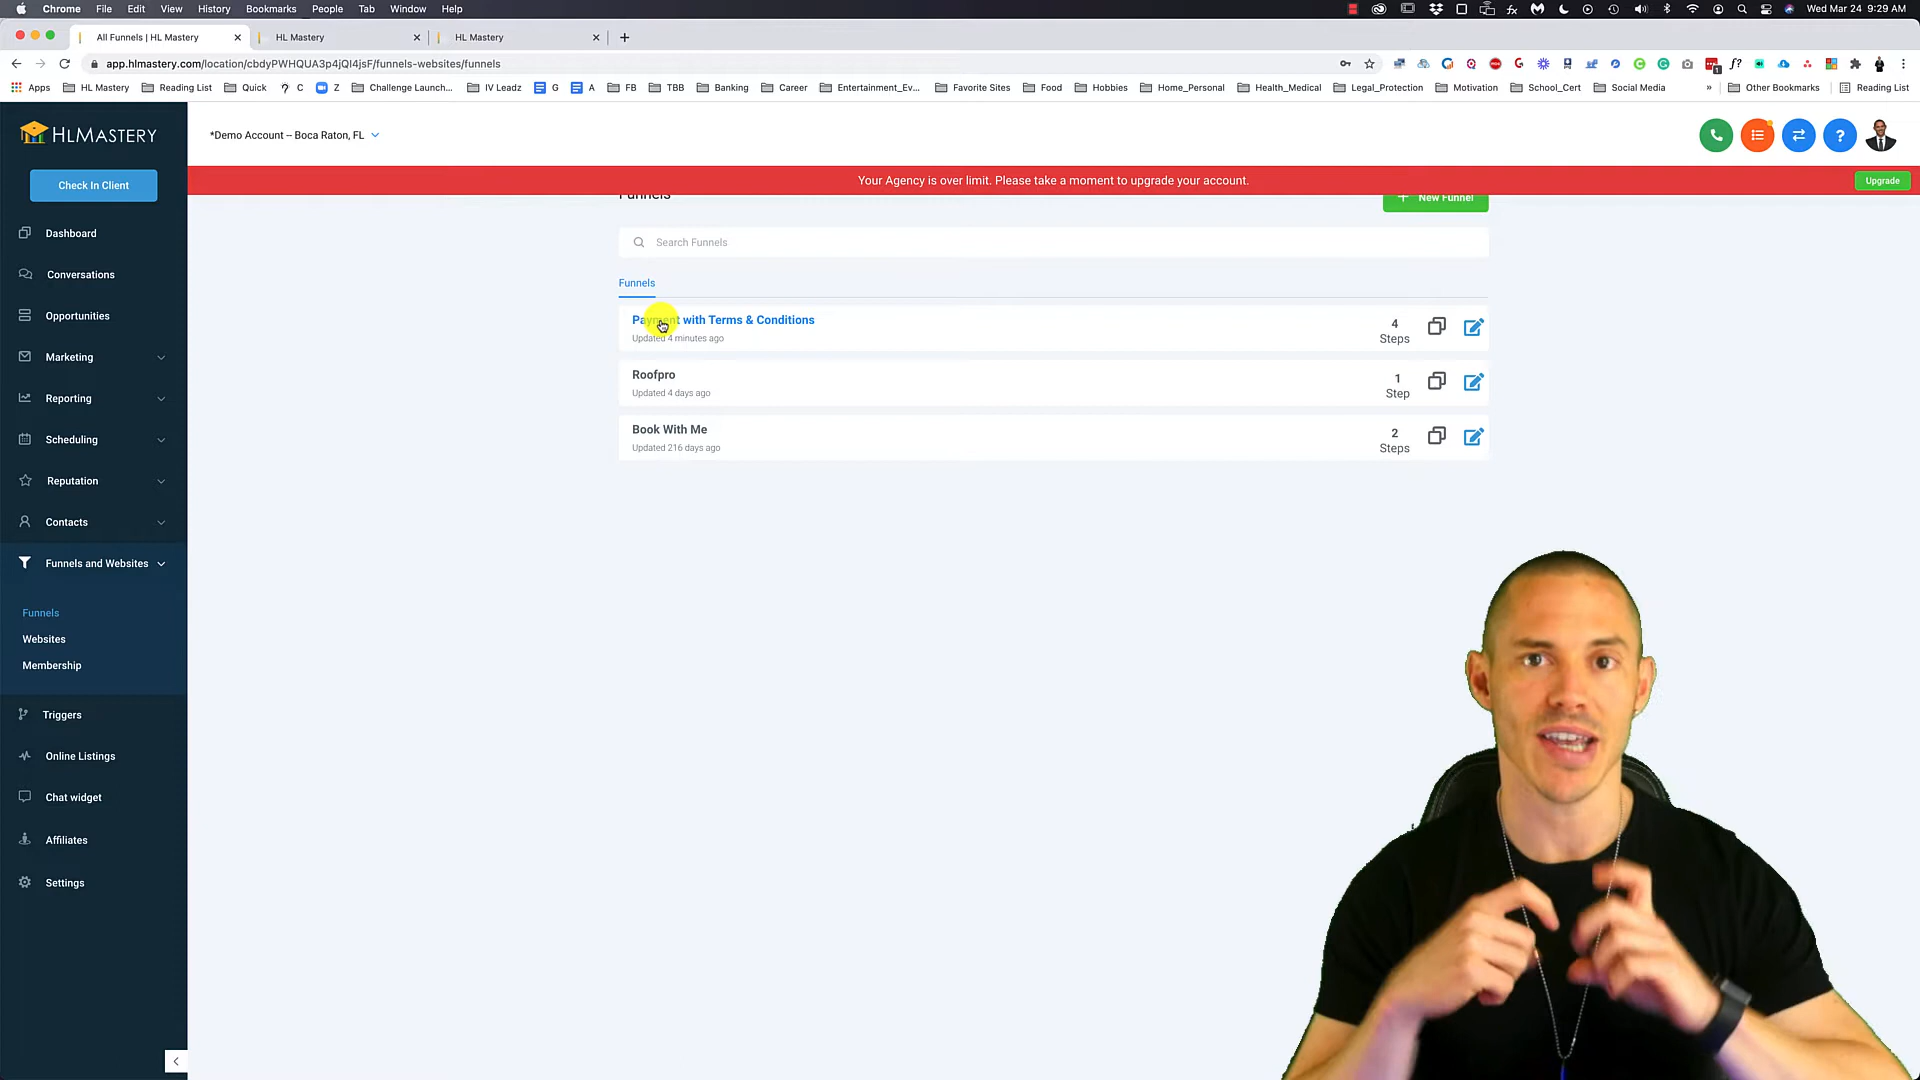 Chrome File Edit View History Bookmarks People Tab Window Help Wed Mar 24 9:29 AM
All Funnels | HL Mastery HL Mastery HL Mastery
app.hlmastery.com/location/cbdyPWHQUA3p4jQI4jsF/funnels-websites/funnels
Apps HL Mastery Reading List Quick C Z Challenge Launch... IV Leadz G A FB TBB Banking Career Entertainment_Ev... Favorite Sites Food Hobbies Home_Personal Health_Medical Legal_Protection Motivation School_Cert Social Media » Other Bookmarks Reading List
HLMASTERY
*Demo Account -- Boca Raton, FL
Your Agency is over limit. Please take a moment to upgrade your account. Upgrade
Check In Client
Dashboard
Conversations
Opportunities
Marketing
Reporting
Scheduling
Reputation
Contacts
Funnels and Websites
Funnels
Websites
Membership
Triggers
Online Listings
Chat widget
Affiliates
Settings
Funnels
+ New Funnel
Search Funnels
Funnels
Payment with Terms & Conditions
Updated 4 minutes ago
4
Steps
Roofpro
Updated 4 days ago
1
Step
Book With Me
Updated 216 days ago
2
Steps